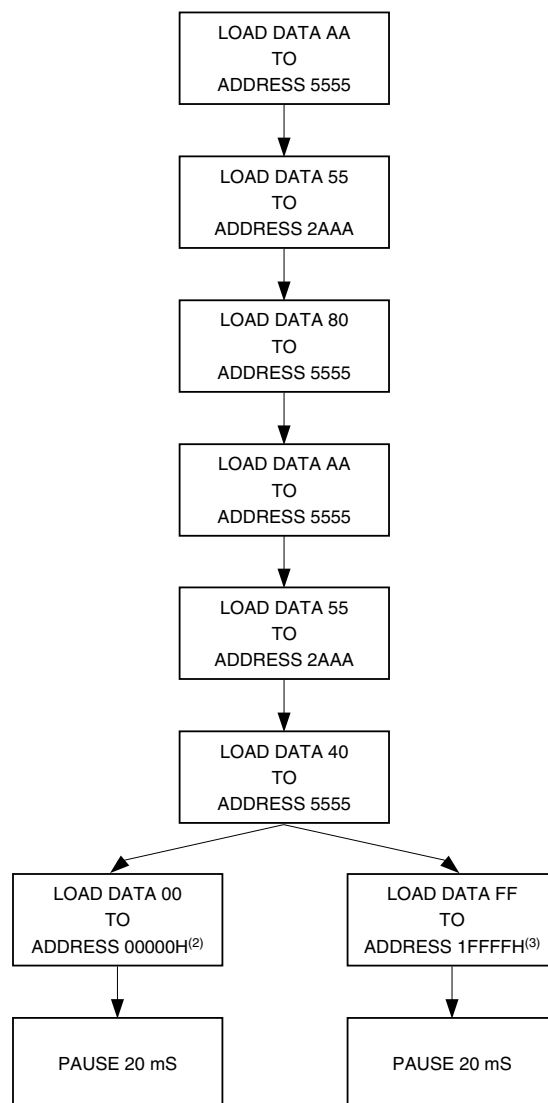 LOAD DATA AA
TO
ADDRESS 5555
LOAD DATA 55
TO
ADDRESS 2AAA
LOAD DATA 80
TO
ADDRESS 5555
LOAD DATA AA
TO
ADDRESS 5555
LOAD DATA 55
TO
ADDRESS 2AAA
LOAD DATA 40
TO
ADDRESS 5555
LOAD DATA 00
TO
ADDRESS 00000H(2)
LOAD DATA FF
TO
ADDRESS 1FFFFH(3)
PAUSE 20 mS
PAUSE 20 mS